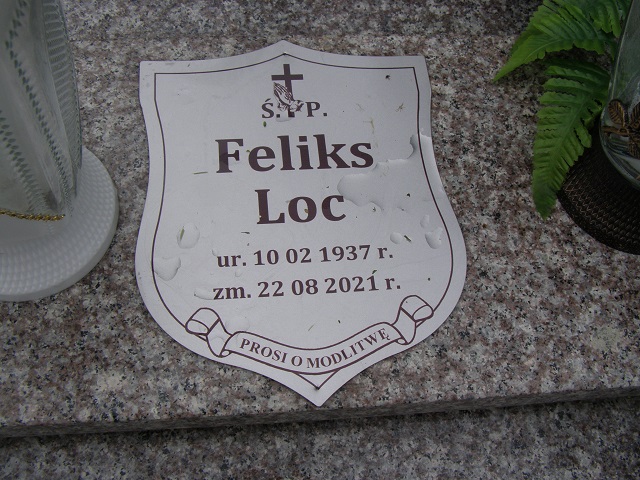 Ś. P.
Feliks
Loc
ur. 10 02 1937 r.
zm. 22 08 2021 r.
PROSI O MODLITWĘ